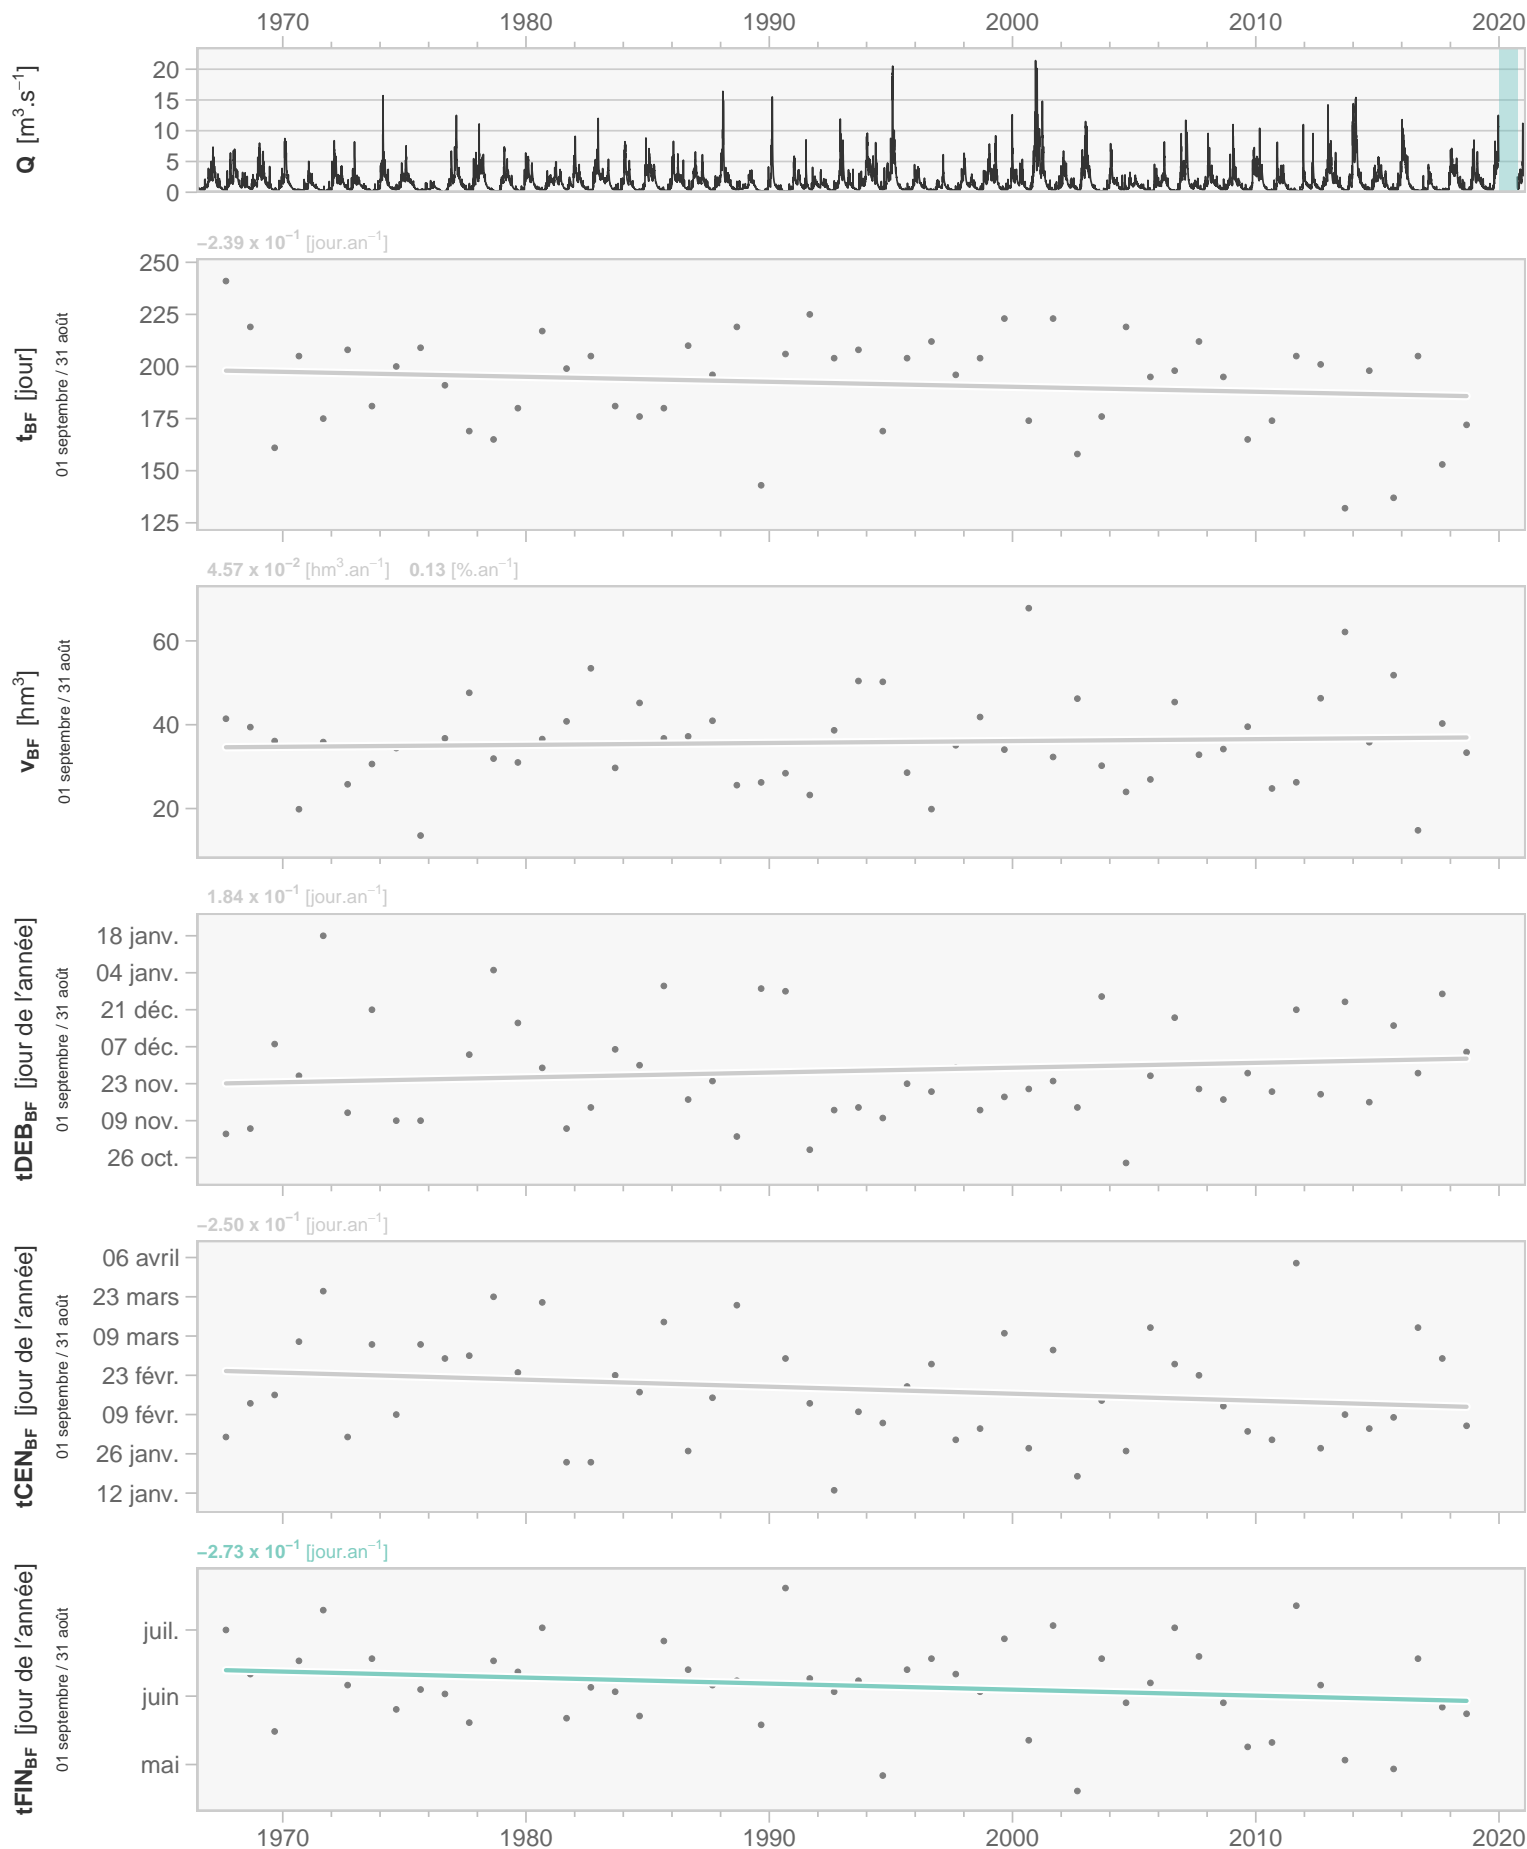 1970 1980 1990 2000 2010 2020
Q [m³.s⁻¹]
20
15
10
5
0
−2.39 x 10⁻¹ [jour.an⁻¹]
tBF [jour]
01 septembre / 31 août
250
225
200
175
150
125
4.57 x 10⁻² [hm³.an⁻¹] 0.13 [%.an⁻¹]
vBF [hm³]
01 septembre / 31 août
60
40
20
1.84 x 10⁻¹ [jour.an⁻¹]
tDEBBF [jour de l'année]
01 septembre / 31 août
18 janv.
04 janv.
21 déc.
07 déc.
23 nov.
09 nov.
26 oct.
−2.50 x 10⁻¹ [jour.an⁻¹]
tCENBF [jour de l'année]
01 septembre / 31 août
06 avril
23 mars
09 mars
23 févr.
09 févr.
26 janv.
12 janv.
−2.73 x 10⁻¹ [jour.an⁻¹]
tFINBF [jour de l'année]
01 septembre / 31 août
juil.
juin
mai
1970 1980 1990 2000 2010 2020